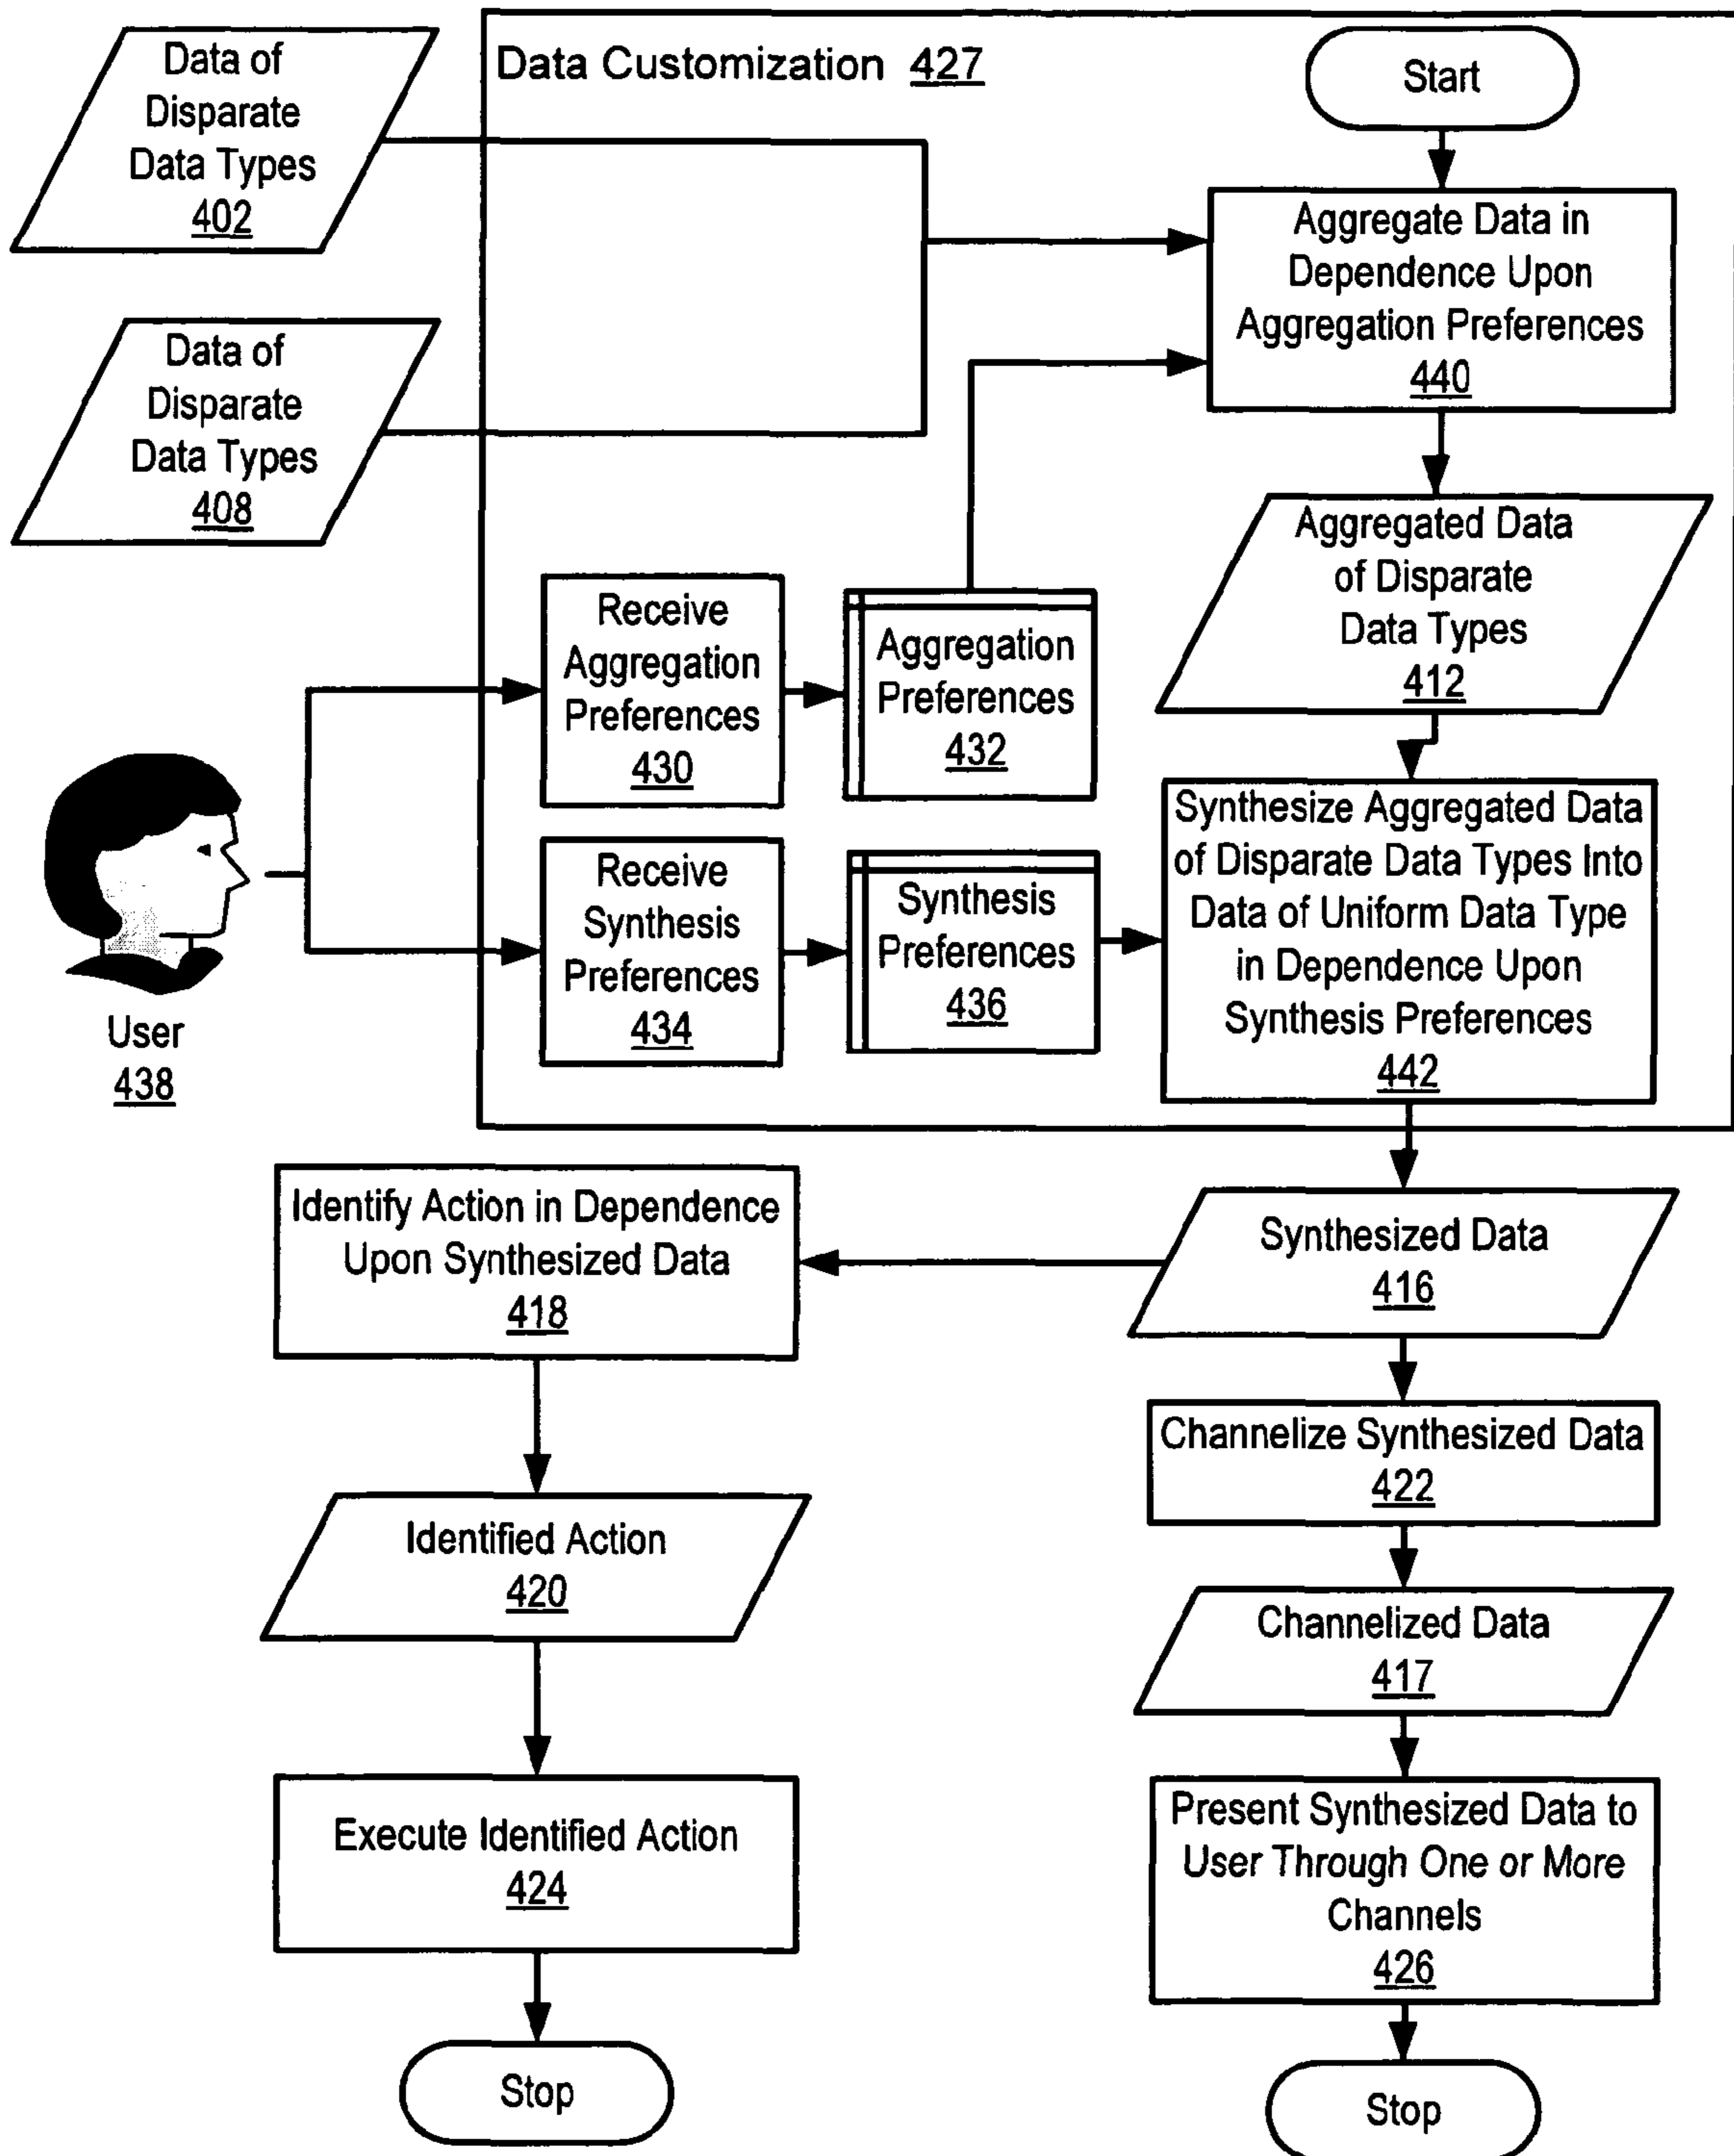 Data of
Disparate
Data Types
402
Data Customization 427
Start
Aggregate Data in
Dependence Upon
Aggregation Preferences
440
Data of
Disparate
Data Types
408
Aggregated Data
of Disparate
Data Types
412
Receive
Aggregation
Preferences
430
Aggregation
Preferences
432
User
438
Receive
Synthesis
Preferences
434
Synthesis
Preferences
436
Synthesize Aggregated Data
of Disparate Data Types Into
Data of Uniform Data Type
in Dependence Upon
Synthesis Preferences
442
Identify Action in Dependence
Upon Synthesized Data
418
Synthesized Data
416
Channelize Synthesized Data
422
Identified Action
420
Channelized Data
417
Execute Identified Action
424
Present Synthesized Data to
User Through One or More
Channels
426
Stop
Stop